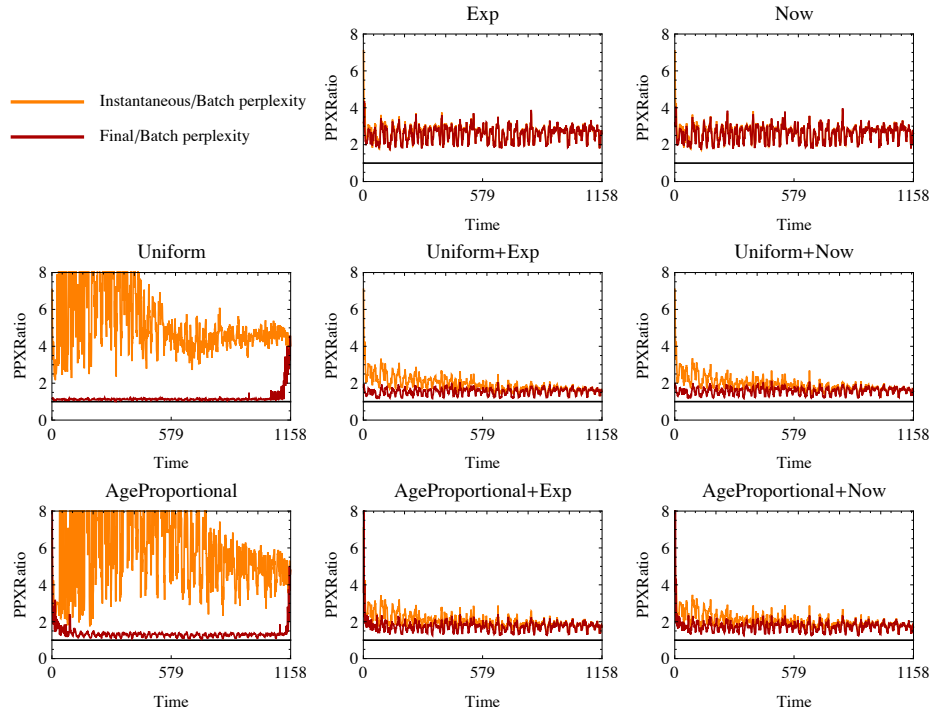 Exp
Now
Instantaneous/Batch perplexity
Final/Batch perplexity
PPXRatio
8
6
4
2
0
0
579
1158
Time
PPXRatio
8
6
4
2
0
0
579
1158
Time
Uniform
PPXRatio
8
6
4
2
0
0
579
1158
Time
Uniform+Exp
PPXRatio
8
6
4
2
0
0
579
1158
Time
Uniform+Now
PPXRatio
8
6
4
2
0
0
579
1158
Time
AgeProportional
PPXRatio
8
6
4
2
0
0
579
1158
Time
AgeProportional+Exp
PPXRatio
8
6
4
2
0
0
579
1158
Time
AgeProportional+Now
PPXRatio
8
6
4
2
0
0
579
1158
Time